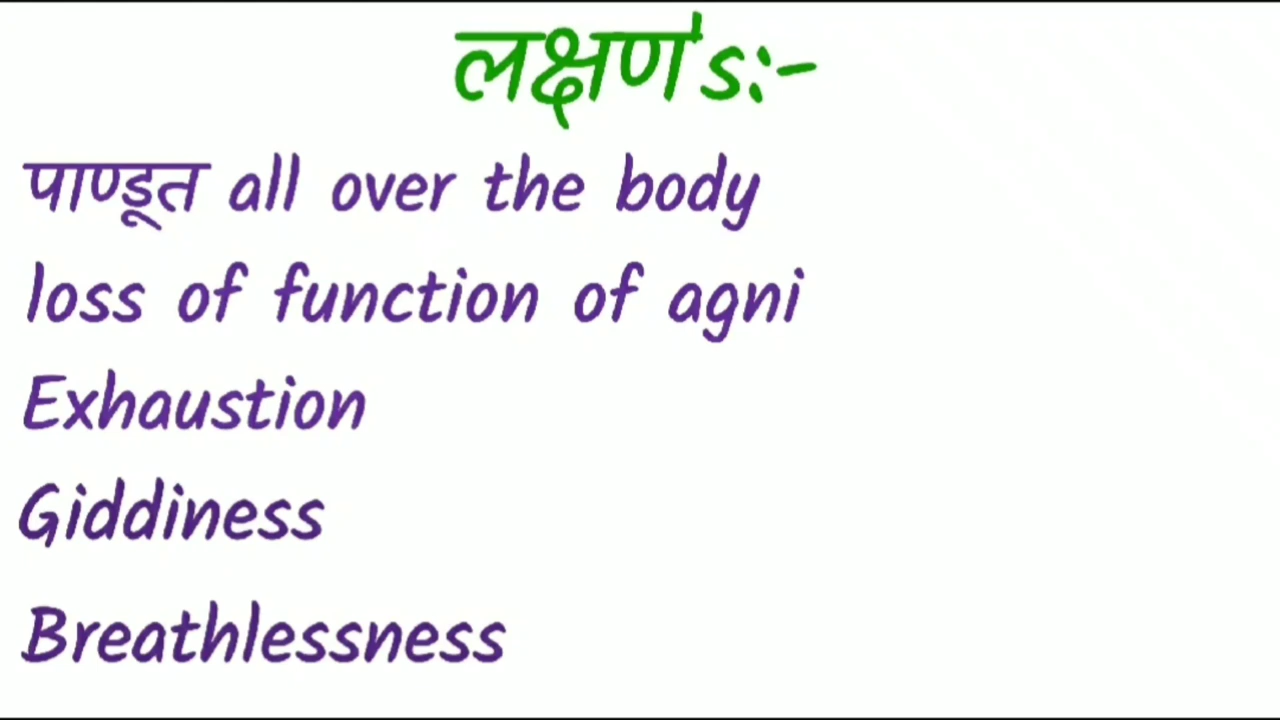 लक्षण's:-
पाण्डूत all over the body
loss of function of agni
Exhaustion
Giddiness
Breathlessness